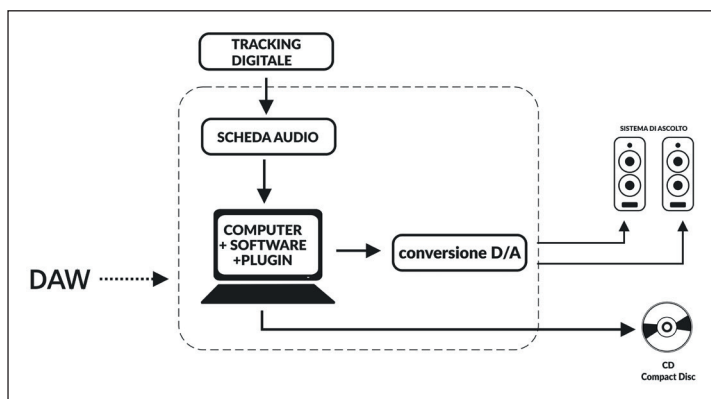 TRACKING
DIGITALE
SCHEDA AUDIO
SISTEMA DI ASCOLTO
COMPUTER
+ SOFTWARE
+PLUGIN
conversione D/A
DAW
CD
Compact Disc